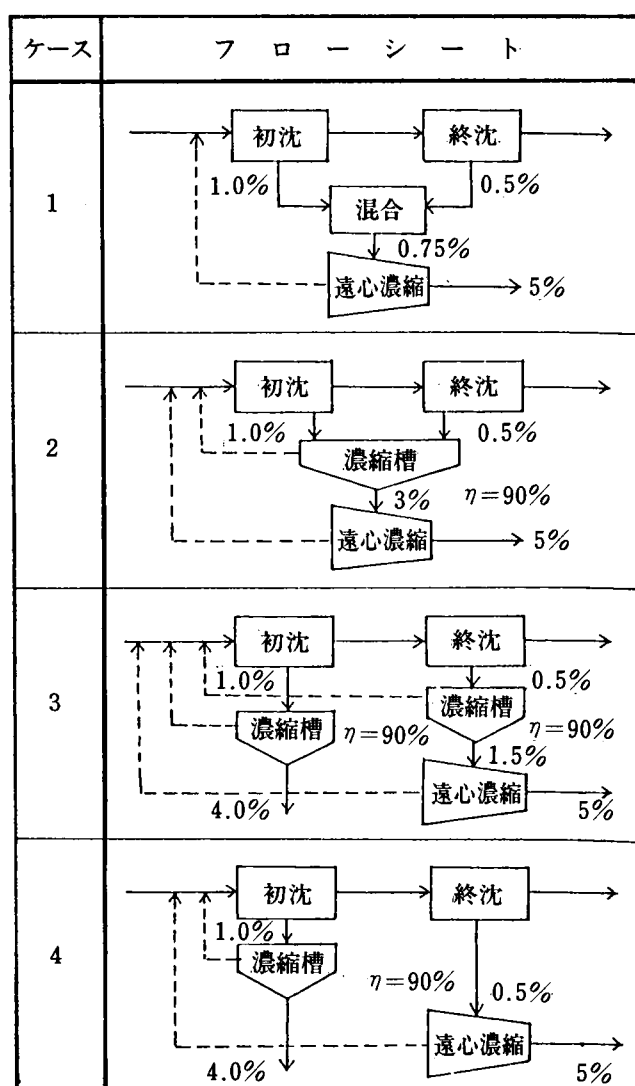 ケース フローシート
1
初沈 終沈
1.0% 0.5%
混合
0.75%
遠心濃縮 5%
2
初沈 終沈
1.0% 0.5%
濃縮槽
3% η=90%
遠心濃縮 5%
3
初沈 終沈
1.0% 0.5%
濃縮槽 η=90% 濃縮槽 η=90%
1.5%
4.0% 遠心濃縮 5%
4
初沈 終沈
1.0%
濃縮槽 η=90% 0.5%
4.0% 遠心濃縮 5%